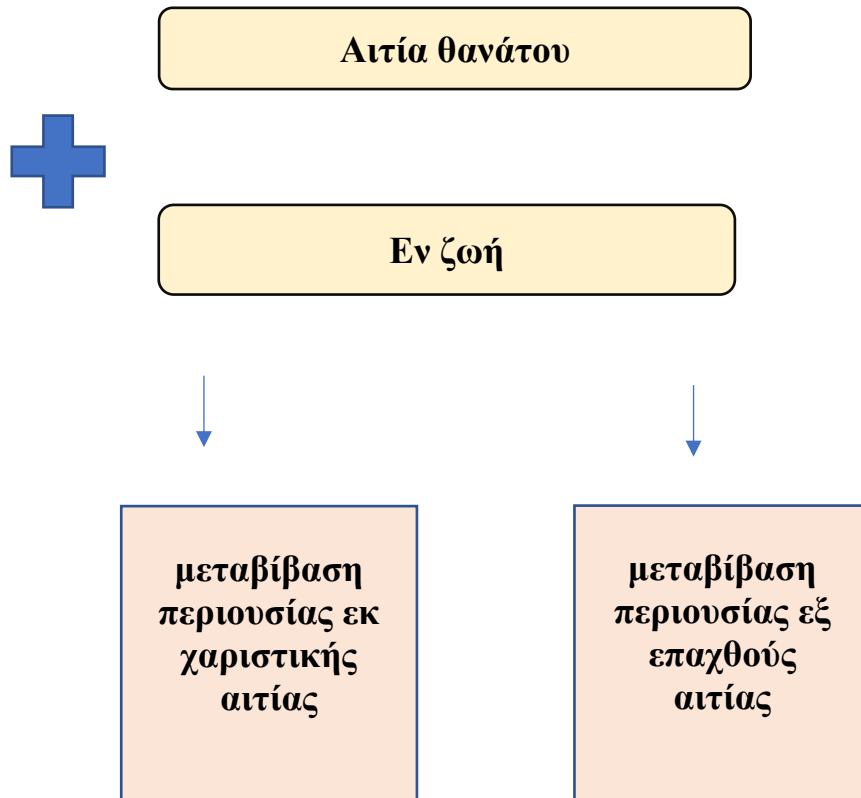 Αιτία θανάτου
Εν ζωή
μεταβίβαση
περιουσίας εκ
χαριστικής
αιτίας
μεταβίβαση
περιουσίας εξ
επαχθούς
αιτίας